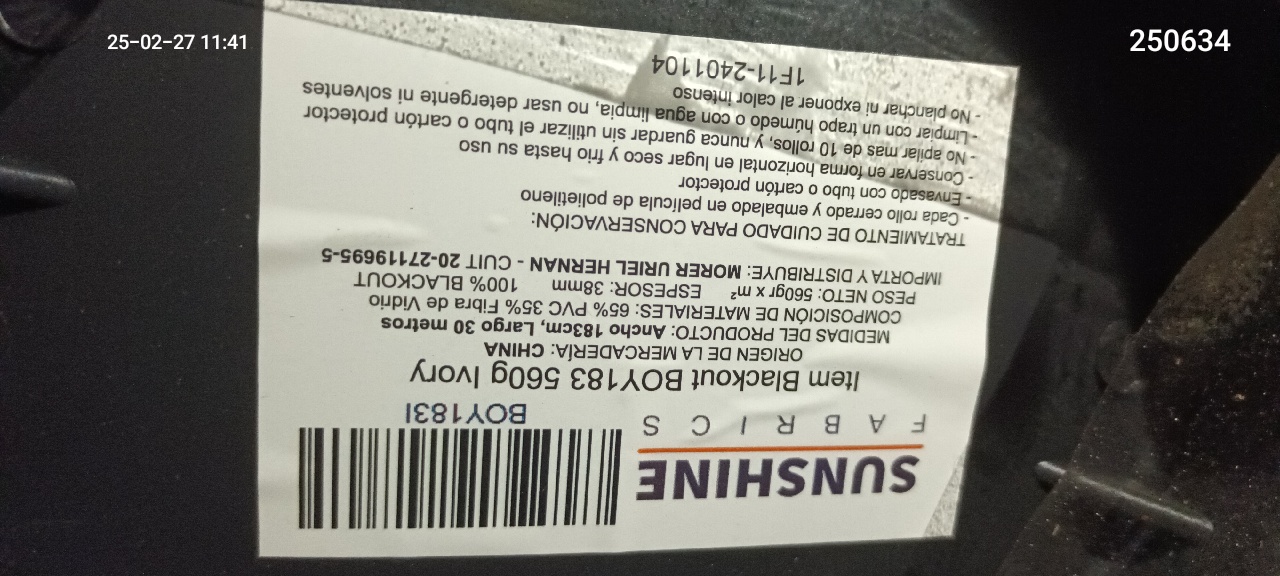 25-02-27 11:41
250634
SUNSHINE
FABRICS
BOY183I
Item Blackout BOY183 560g Ivory
ORIGEN DE LA MERCADERÍA: CHINA
MEDIDAS DEL PRODUCTO: Ancho 183cm, Largo 30 metros
COMPOSICIÓN DE MATERIALES: 65% PVC 35% Fibra de Vidrio
PESO NETO: 560gr x m² ESPESOR: 38mm 100% BLACKOUT
IMPORTA Y DISTRIBUYE: MORER URIEL HERNAN - CUIT 20-27119695-5
TRATAMIENTO DE CUIDADO PARA CONSERVACIÓN:
- Cada rollo cerrado y embalado en película de polietileno
- Envasado con tubo o cartón protector
- Conservar en forma horizontal en lugar seco y frio hasta su uso
- No apilar mas de 10 rollos, y nunca guardar sin utilizar el tubo o cartón protector
- Limpiar con un trapo húmedo o con agua limpia, no usar detergente ni solventes
- No planchar ni exponer al calor intenso
1F11-2401104